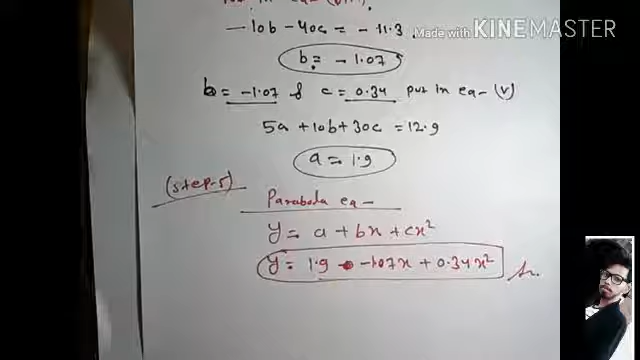 -10b - 40c = - 11.3
Made with KINEMASTER
b = - 1.07
b = -1.07 & c = 0.34 put in eq- (v)
5a + 10b + 30c = 12.9
a = 1.9
(step-5)
Parabola eq-
y = a + bx + cx²
y = 1.9 - 1.07x + 0.34x²